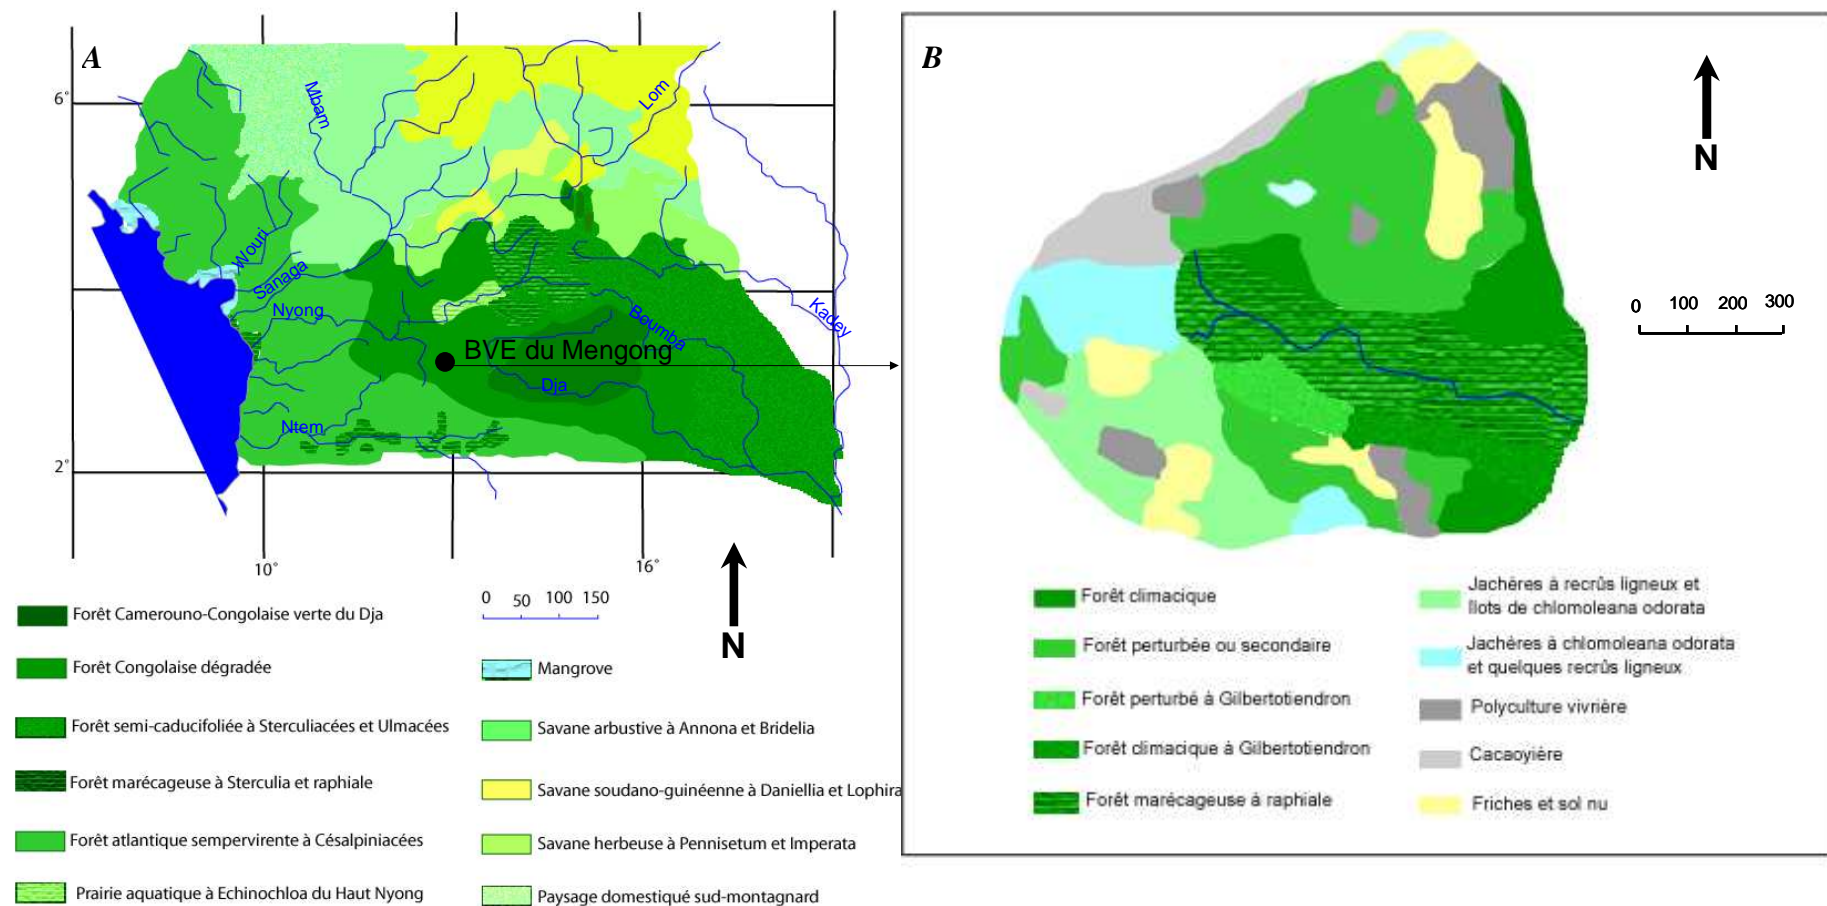 A
6°
Mbam
Lom
Wouri
Sanaga
Nyong
Boumba
Kadey
BVE du Mengong
Dja
Ntem
2°
10°
16°
0 50 100 150
N
Forêt Camerouno-Congolaise verte du Dja
Forêt Congolaise dégradée
Forêt semi-caducifoliée à Sterculiacées et Ulmacées
Forêt marécageuse à Sterculia et raphiale
Forêt atlantique sempervirente à Césalpiniacées
Prairie aquatique à Echinochloa du Haut Nyong
Mangrove
Savane arbustive à Annona et Bridelia
Savane soudano-guinéenne à Daniellia et Lophira
Savane herbeuse à Pennisetum et Imperata
Paysage domestiqué sud-montagnard
B
N
0 100 200 300
Forêt climacique
Forêt perturbée ou secondaire
Forêt perturbé à Gilbertotiendron
Forêt climacique à Gilbertotiendron
Forêt marécageuse à raphiale
Jachères à recrûs ligneux et
îlots de chlomoleana odorata
Jachères à chlomoleana odorata
et quelques recrûs ligneux
Polyculture vivrière
Cacaoyière
Friches et sol nu